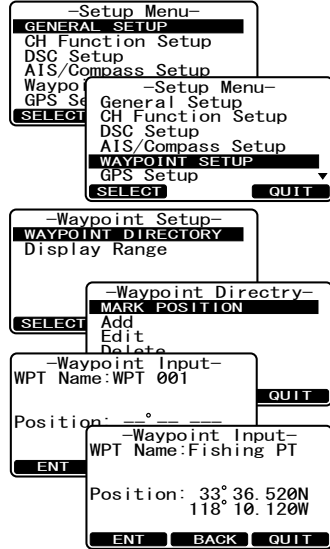 –Setup Menu–
GENERAL SETUP
CH Function Setup
DSC Setup
AIS/Compass Setup
Waypoi
GPS Se
SELECT
–Setup Menu–
General Setup
CH Function Setup
DSC Setup
AIS/Compass Setup
WAYPOINT SETUP
GPS Setup
SELECT QUIT
–Waypoint Setup–
WAYPOINT DIRECTORY
Display Range
SELECT
–Waypoint Directry–
MARK POSITION
Add
Edit
Delete
QUIT
–Waypoint Input–
WPT Name:WPT 001
Position: --°-- ---
ENT
–Waypoint Input–
WPT Name:Fishing PT
Position: 33°36.520N
118°10.120W
ENT BACK QUIT